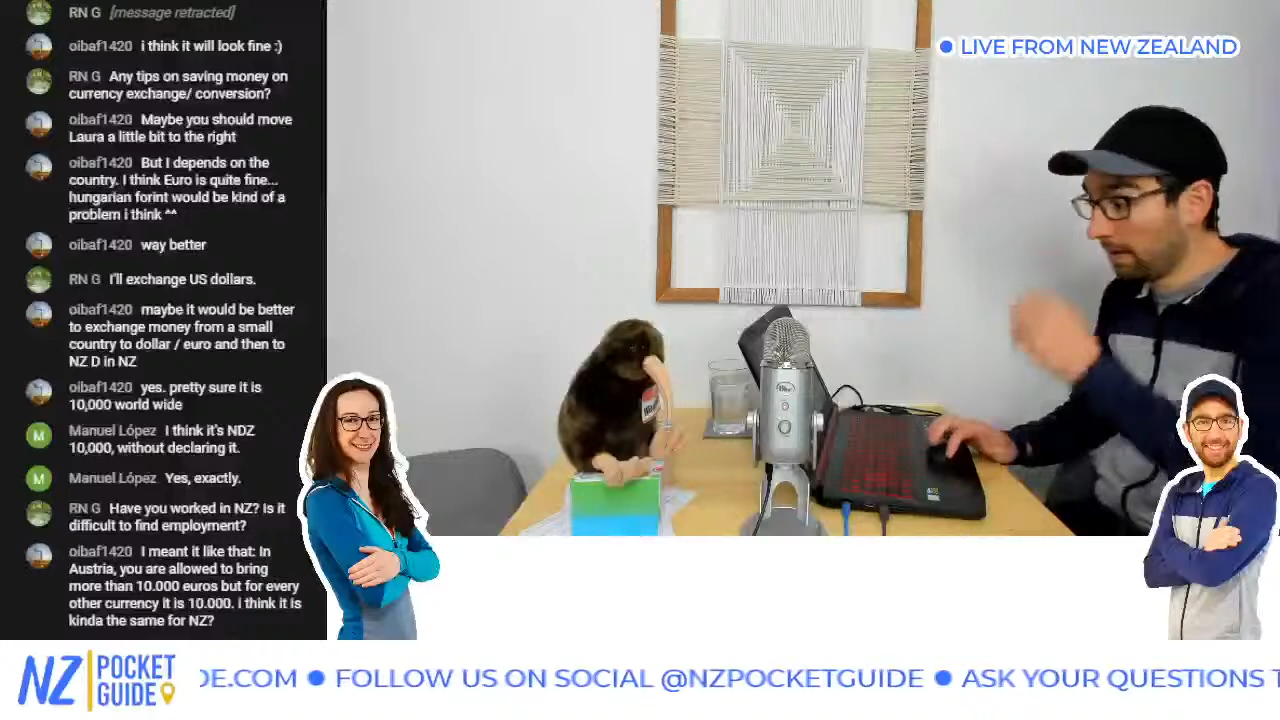 RN G [message retracted]
oibaf1420 i think it will look fine :)
RN G Any tips on saving money on
currency exchange/ conversion?
oibaf1420 Maybe you should move
Laura a little bit to the right
oibaf1420 But I depends on the
country. I think Euro is quite fine...
hungarian forint would be kind of a
problem i think ^^
oibaf1420 way better
RN G I'll exchange US dollars.
oibaf1420 maybe it would be better
to exchange money from a small
country to dollar / euro and then to
NZ D in NZ
oibaf1420 yes. pretty sure it is
10,000 world wide
M Manuel López I think it's NDZ
10,000, without declaring it.
M Manuel López Yes, exactly.
RN G Have you worked in NZ? Is it
difficult to find employment?
oibaf1420 I meant it like that: In
Austria, you are allowed to bring
more than 10.000 euros but for every
other currency it is 10.000. i think it is
kinda the same for NZ?
LIVE FROM NEW ZEALAND
NZ POCKET
GUIDE
DE.COM ● FOLLOW US ON SOCIAL @NZPOCKETGUIDE ● ASK YOUR QUESTIONS T